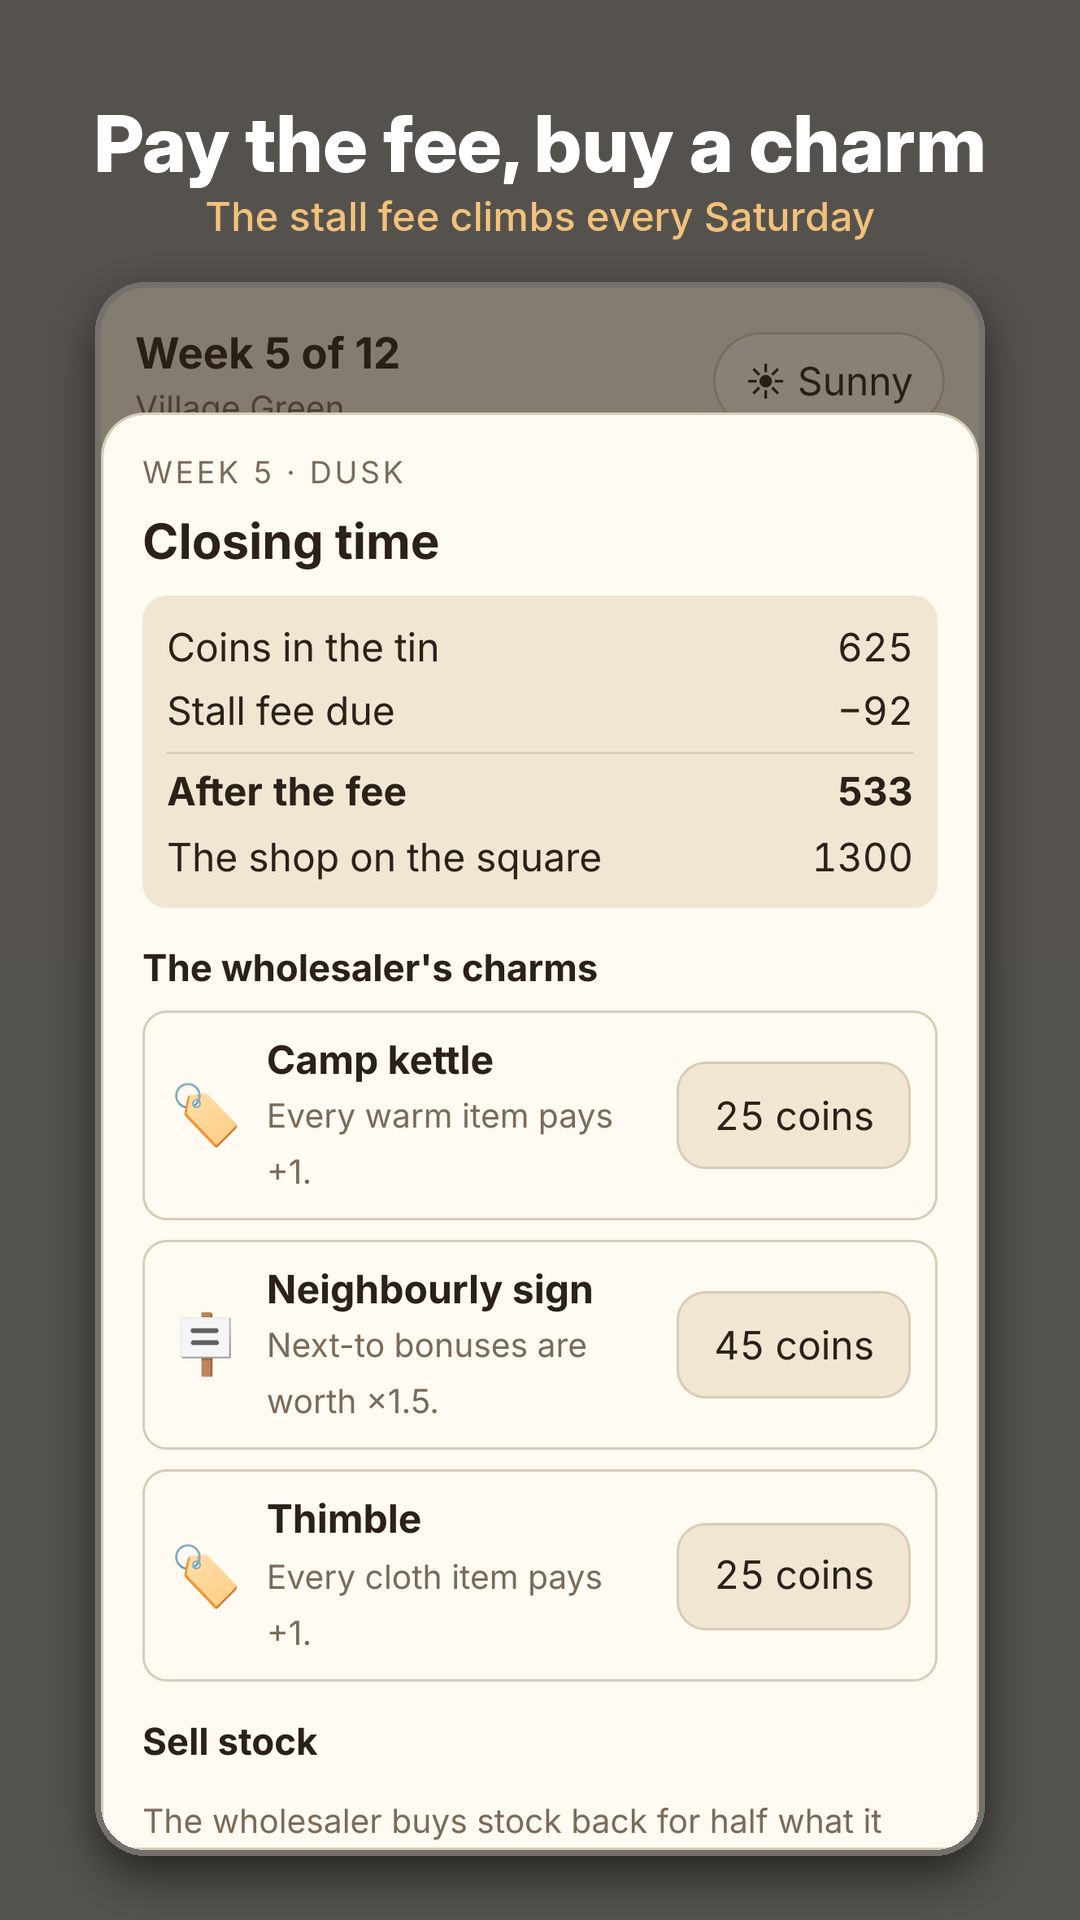 Pay the fee, buy a charm
The stall fee climbs every Saturday
Week 5 of 12
☀ Sunny
Village Green
WEEK 5 · DUSK
Closing time
Coins in the tin 625
Stall fee due −92
After the fee 533
The shop on the square 1300
The wholesaler's charms
Camp kettle
Every warm item pays
+1.
25 coins
Neighbourly sign
Next-to bonuses are
worth ×1.5.
45 coins
Thimble
Every cloth item pays
+1.
25 coins
Sell stock
The wholesaler buys stock back for half what it